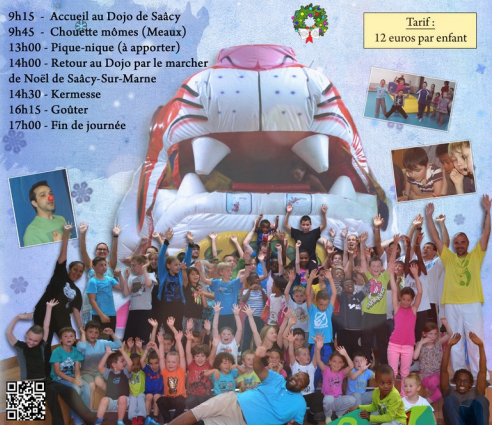 9h15 - Accueil au Dojo de Saâcy
9h45 - Chouette mômes (Meaux)
13h00 - Pique-nique (à apporter)
14h00 - Retour au Dojo par le marcher
de Noël de Saâcy-Sur-Marne
14h30 - Kermesse
16h15 - Goûter
17h00 - Fin de journée
Tarif :
12 euros par enfant